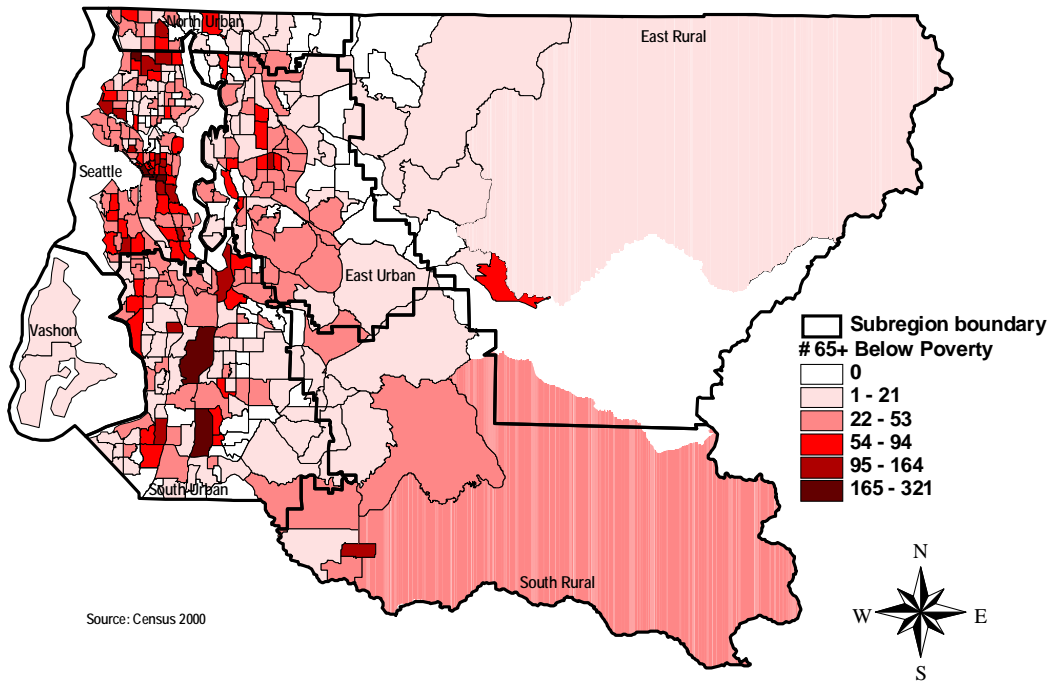 North Urban
East Rural
Seattle
East Urban
Vashon
Subregion boundary
# 65+ Below Poverty
0
1 - 21
22 - 53
54 - 94
95 - 164
165 - 321
South Urban
South Rural
Source: Census 2000
N
W
E
S